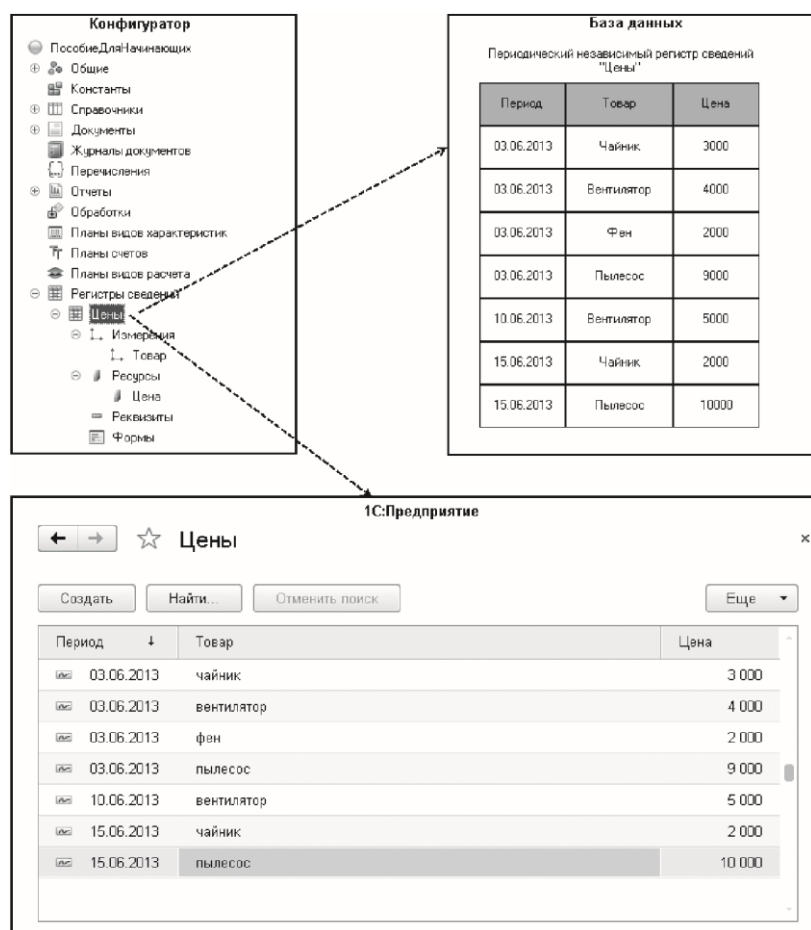 Конфигуратор
ПособиеДляНачинающих
Общие
Константы
Справочники
Документы
Журналы документов
Перечисления
Отчеты
Обработки
Планы видов характеристик
Планы счетов
Планы видов расчета
Регистры сведений
Цены
Измерения
Товар
Ресурсы
Цена
Реквизиты
Формы
База данных
Периодический независимый регистр сведений
"Цены"
Период Товар Цена
03.06.2013 Чайник 3000
03.06.2013 Вентилятор 4000
03.06.2013 Фен 2000
03.06.2013 Пылесос 9000
10.06.2013 Вентилятор 5000
15.06.2013 Чайник 2000
15.06.2013 Пылесос 10000
1С:Предприятие
Цены
Создать Найти... Отменить поиск Еще
Период Товар Цена
03.06.2013 чайник 3 000
03.06.2013 вентилятор 4 000
03.06.2013 фен 2 000
03.06.2013 пылесос 9 000
10.06.2013 вентилятор 5 000
15.06.2013 чайник 2 000
15.06.2013 пылесос 10 000